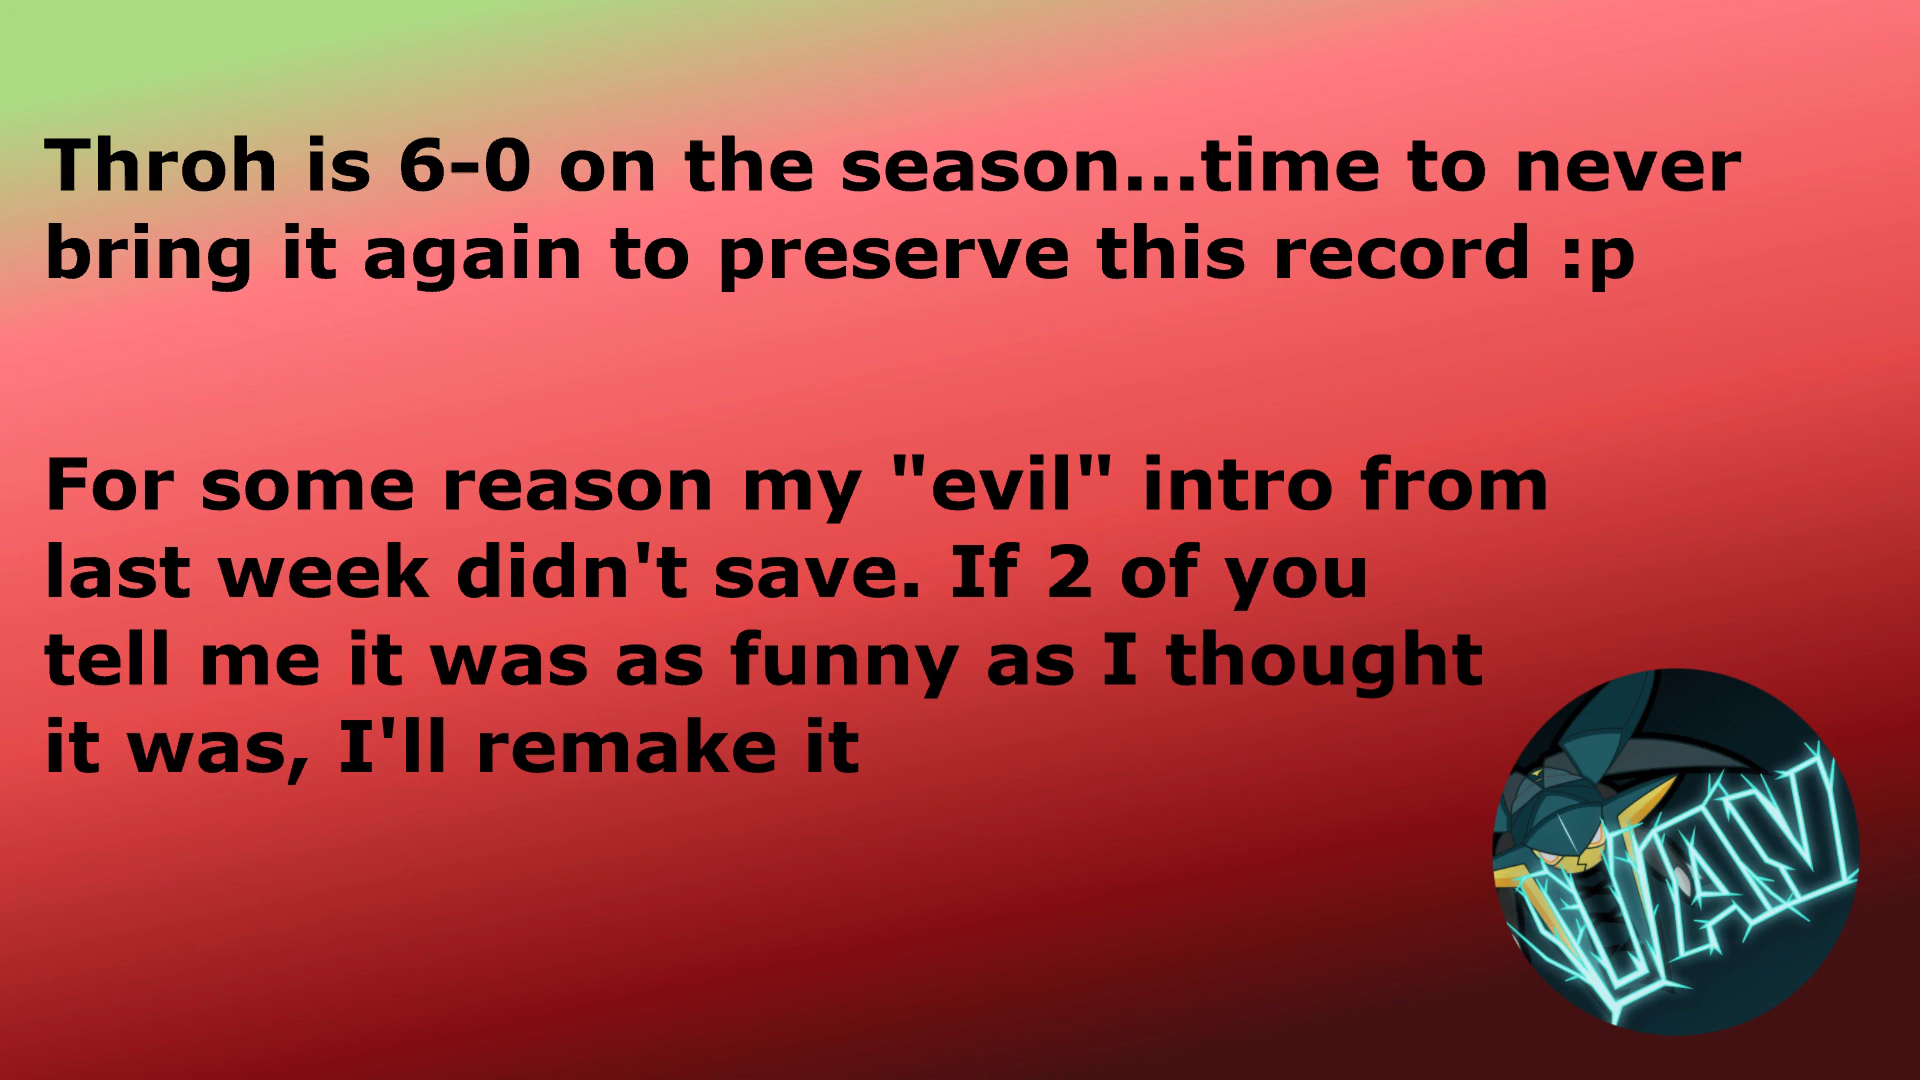 Throh is 6-0 on the season...time to never
bring it again to preserve this record :p
For some reason my "evil" intro from
last week didn't save. If 2 of you
tell me it was as funny as I thought
it was, I'll remake it
UAV